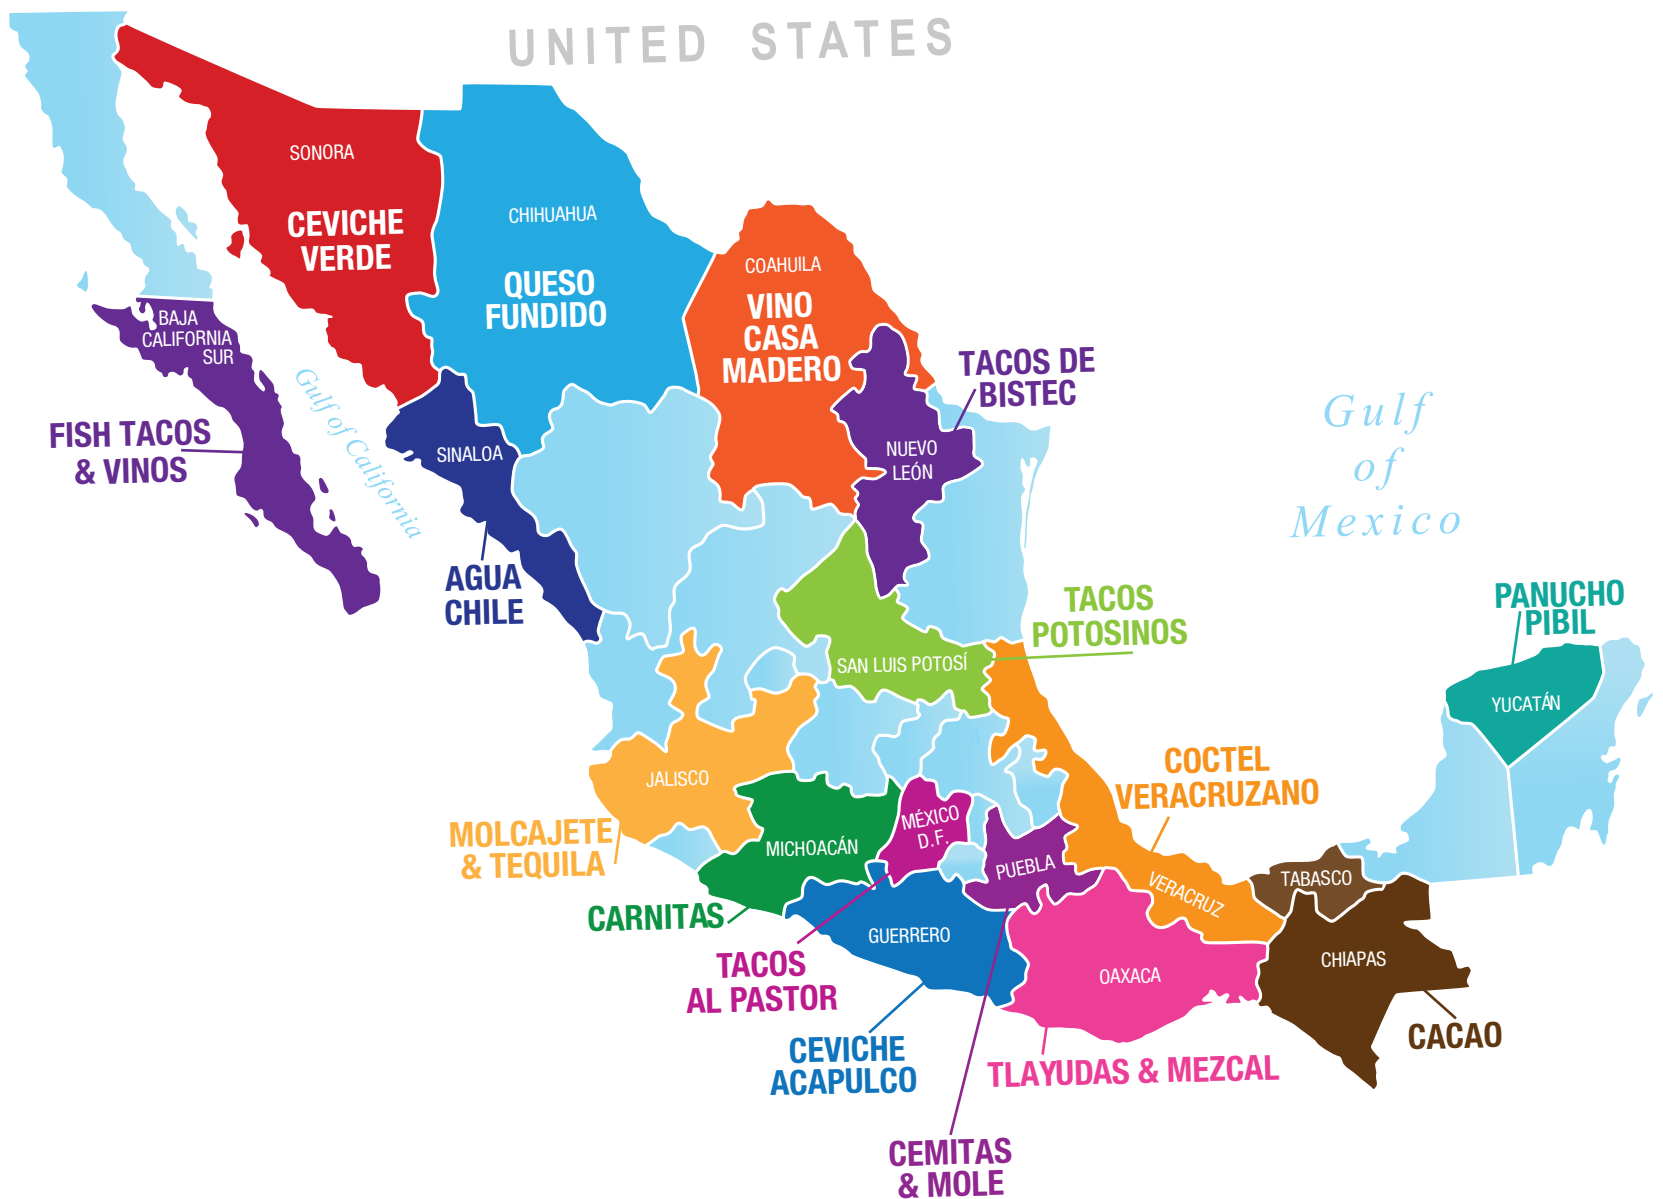 UNITED STATES
SONORA
CEVICHE
VERDE
CHIHUAHUA
QUESO
FUNDIDO
COAHUILA
VINO
CASA
MADERO
BAJA
CALIFORNIA
SUR
Gulf of California
FISH TACOS
& VINOS
TACOS DE
BISTEC
NUEVO
LEÓN
Gulf
of
Mexico
SINALOA
AGUA
CHILE
TACOS
POTOSINOS
SAN LUIS POTOSÍ
PANUCHO
PIBIL
YUCATÁN
JALISCO
MOLCAJETE
& TEQUILA
COCTEL
VERACRUZANO
MÉXICO
D.F.
MICHOACÁN
PUEBLA
VERACRUZ
TABASCO
CARNITAS
GUERRERO
TACOS
AL PASTOR
OAXACA
CHIAPAS
CACAO
CEVICHE
ACAPULCO
TLAYUDAS & MEZCAL
CEMITAS
& MOLE